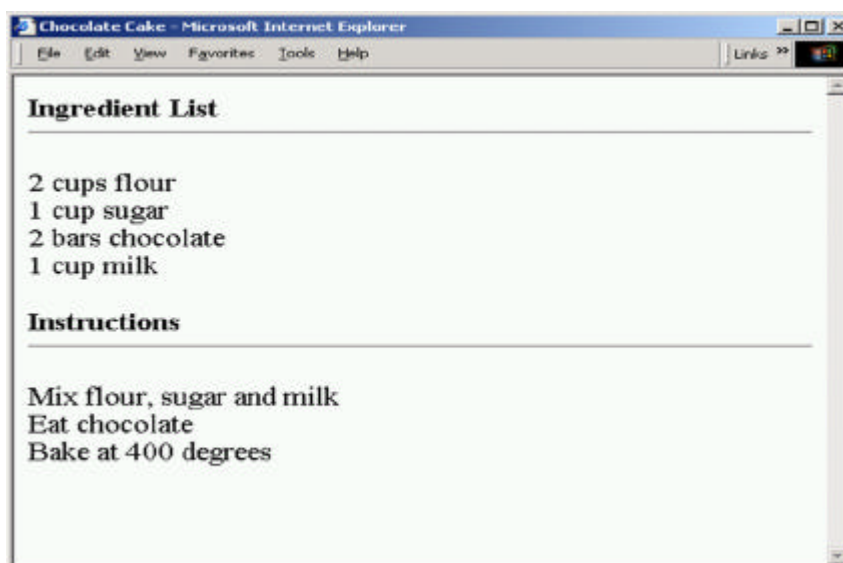 Chocolate Cake - Microsoft Internet Explorer
File Edit View Favorites Tools Help Links »
Ingredient List
2 cups flour
1 cup sugar
2 bars chocolate
1 cup milk
Instructions
Mix flour, sugar and milk
Eat chocolate
Bake at 400 degrees